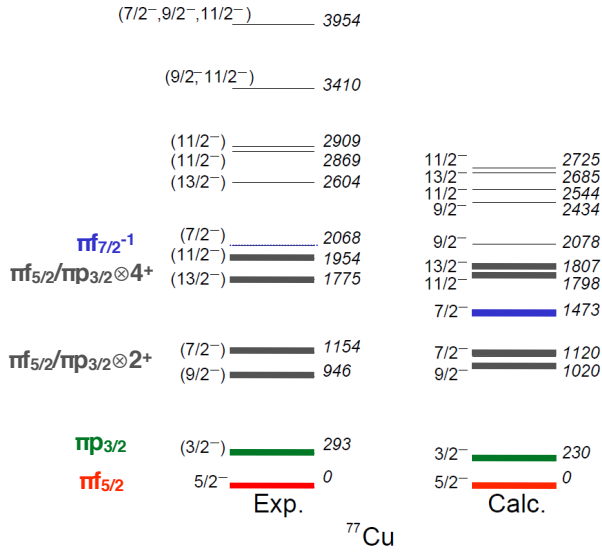 (7/2⁻,9/2⁻,11/2⁻) 3954
(9/2⁻, 11/2⁻) 3410
(11/2⁻) 2909
(11/2⁻) 2869
(13/2⁻) 2604
πf7/2⁻¹ (7/2⁻) 2068
πf5/2/πp3/2⊗4⁺ (11/2⁻) 1954
(13/2⁻) 1775
πf5/2/πp3/2⊗2⁺ (7/2⁻) 1154
(9/2⁻) 946
πp3/2 (3/2⁻) 293
πf5/2 5/2⁻ 0
Exp.
11/2⁻ 2725
13/2⁻ 2685
11/2⁻ 2544
9/2⁻ 2434
9/2⁻ 2078
13/2⁻ 1807
11/2⁻ 1798
7/2⁻ 1473
7/2⁻ 1120
9/2⁻ 1020
3/2⁻ 230
5/2⁻ 0
Calc.
⁷⁷Cu